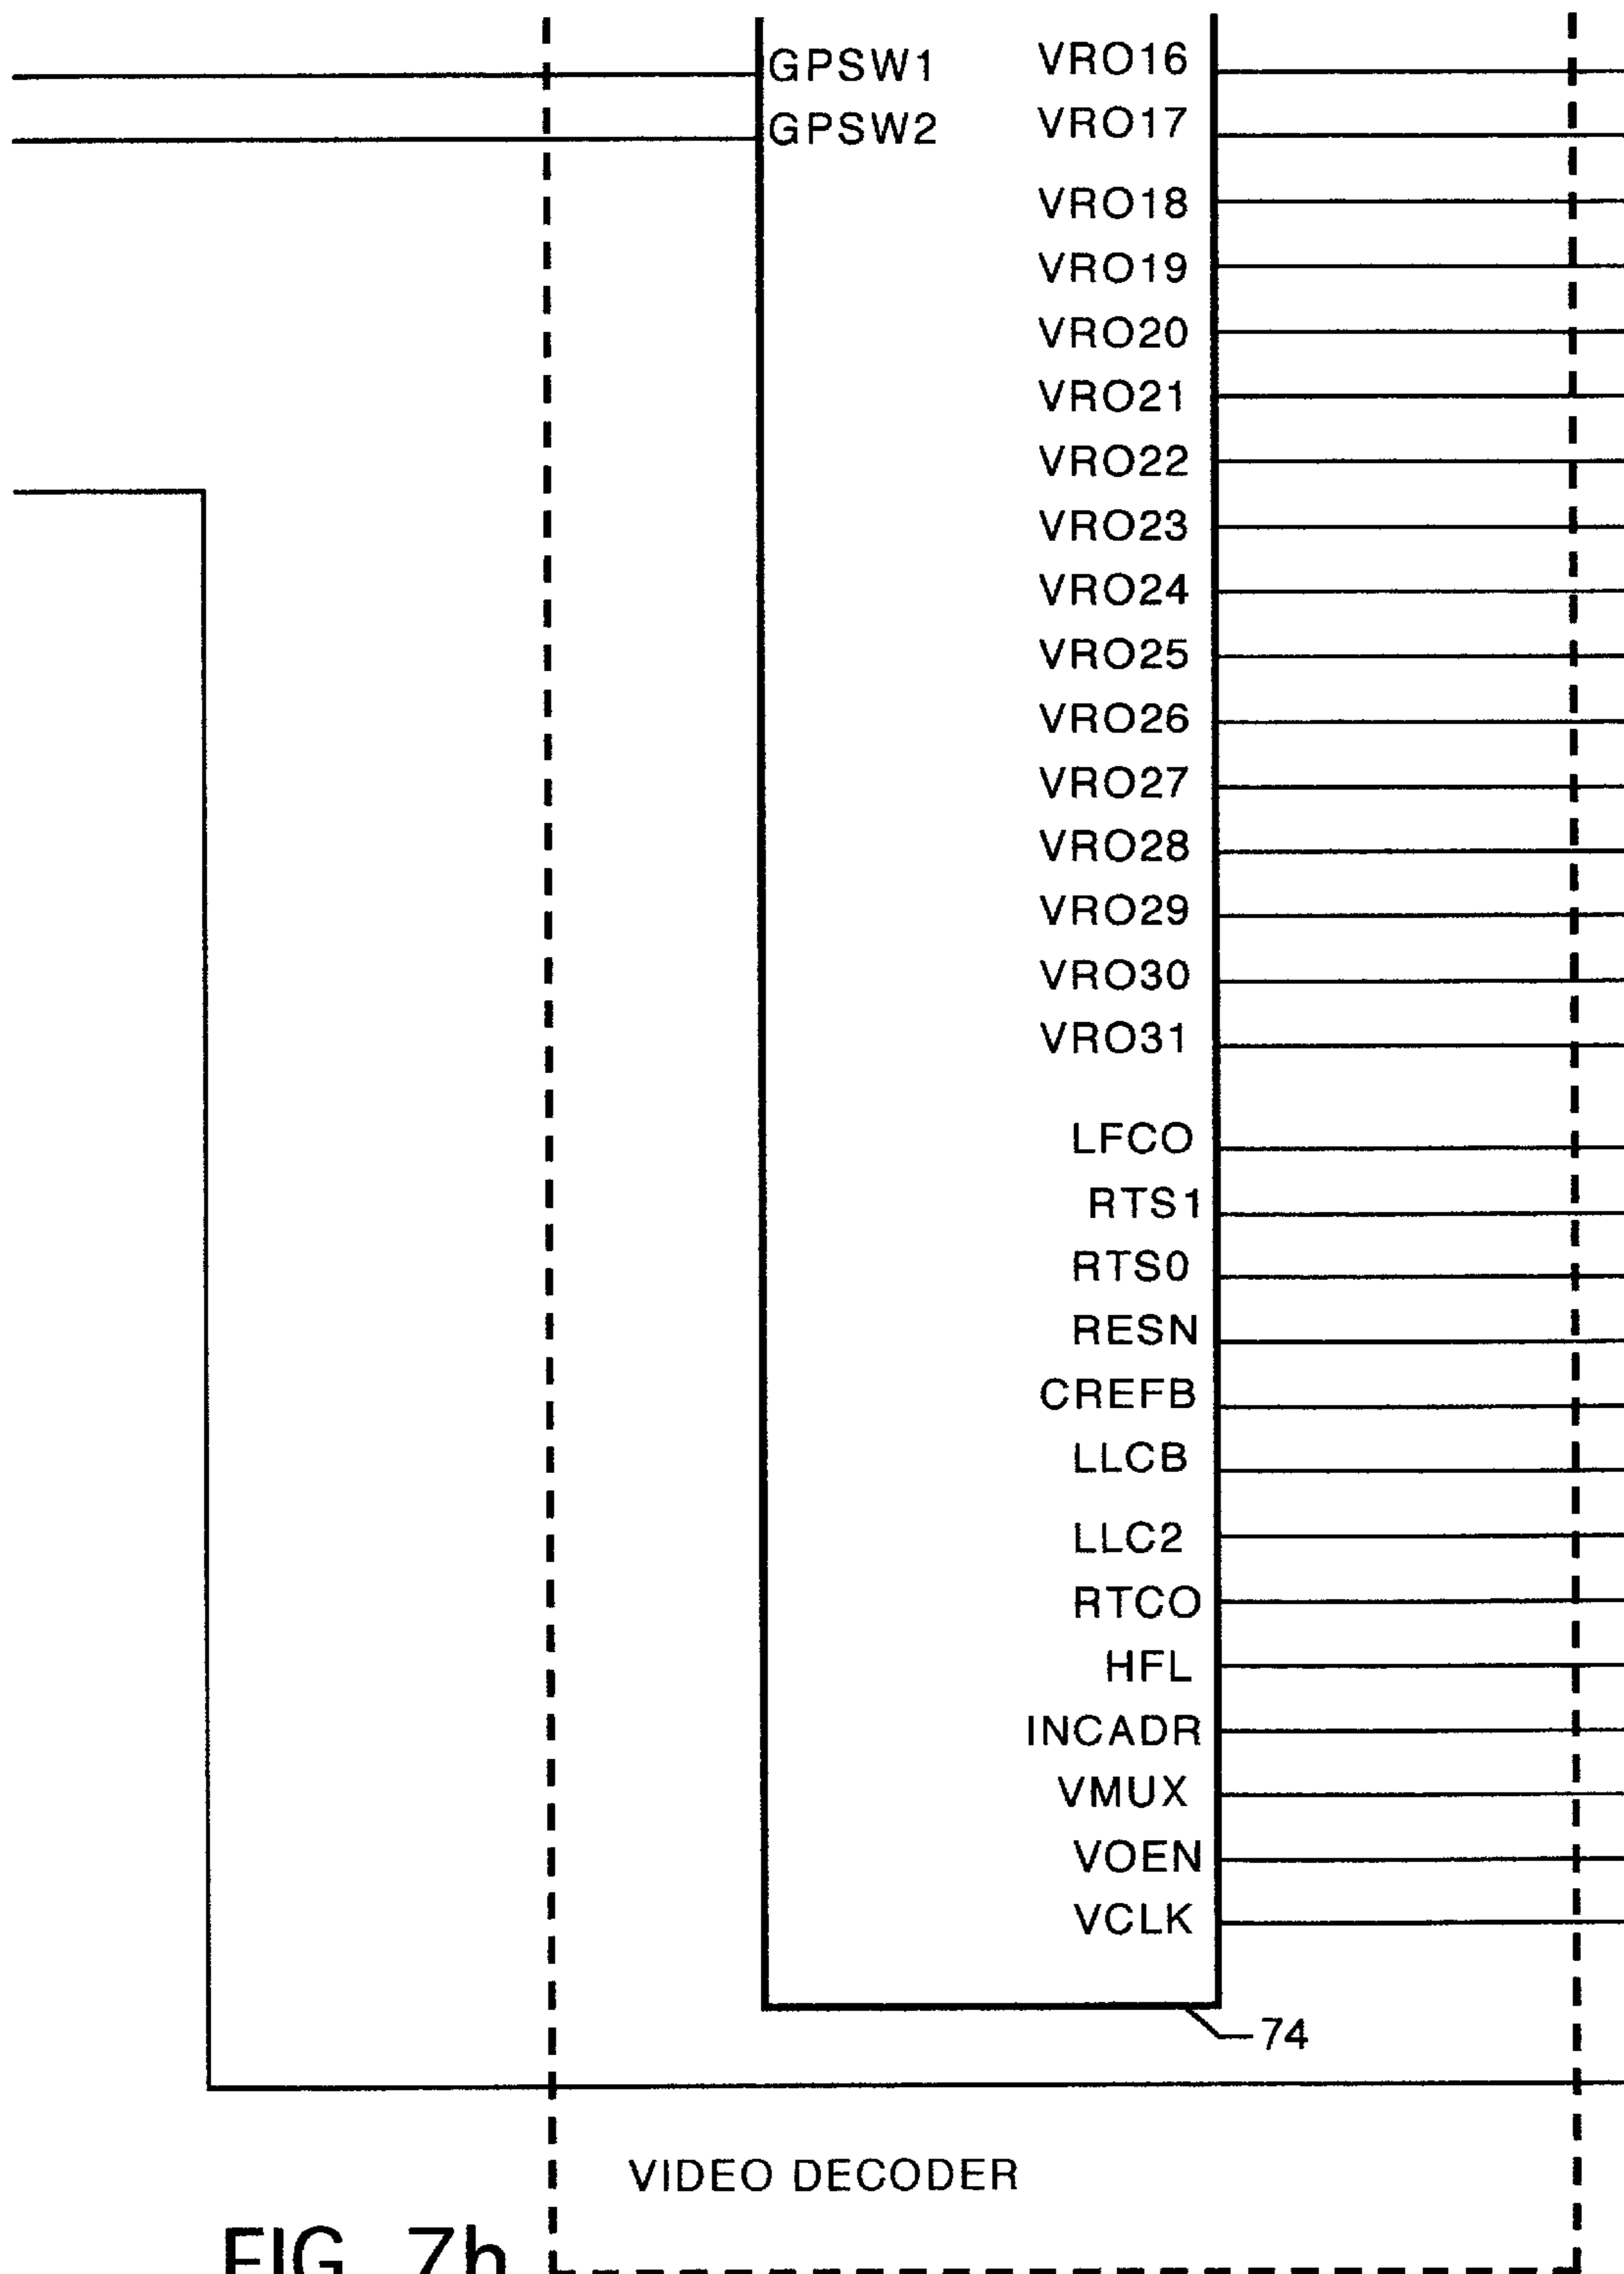 GPSW1
GPSW2
VRO16
VRO17
VRO18
VRO19
VRO20
VRO21
VRO22
VRO23
VRO24
VRO25
VRO26
VRO27
VRO28
VRO29
VRO30
VRO31
LFCO
RTS1
RTS0
RESN
CREFB
LLCB
LLC2
RTCO
HFL
INCADR
VMUX
VOEN
VCLK
74
VIDEO DECODER
FIG. 7h